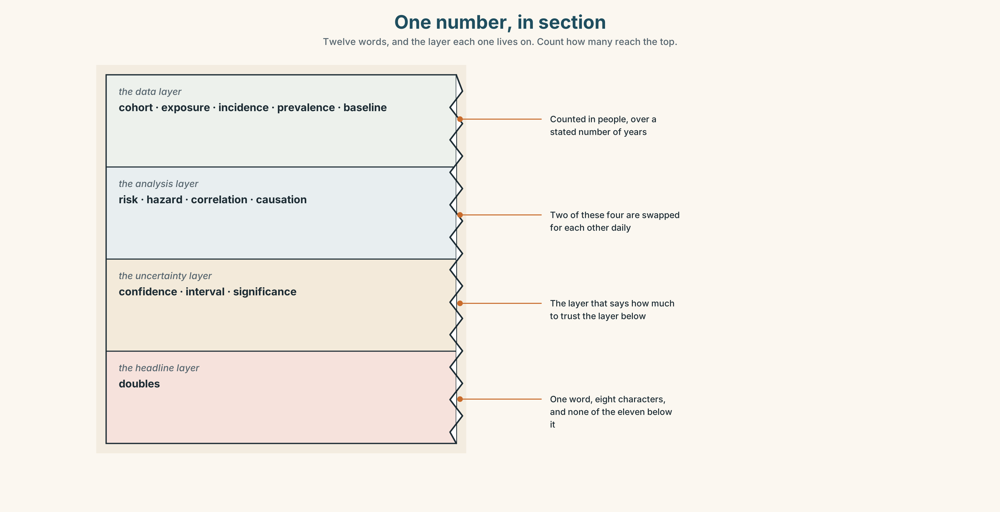 One number, in section
Twelve words, and the layer each one lives on. Count how many reach the top.
the data layer
cohort · exposure · incidence · prevalence · baseline
Counted in people, over a
stated number of years
the analysis layer
risk · hazard · correlation · causation
Two of these four are swapped
for each other daily
the uncertainty layer
confidence · interval · significance
The layer that says how much
to trust the layer below
the headline layer
doubles
One word, eight characters,
and none of the eleven below
it